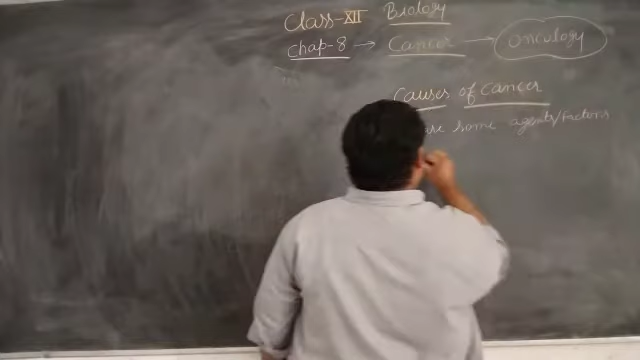 Class-XII Biology
Chap-8 → Cancer → Oncology
Causes of Cancer
are some agents/factors